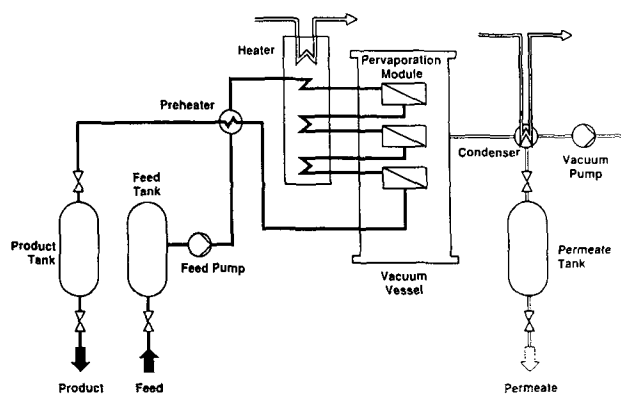 Heater
Pervaporation
Module
Preheater
Condenser
Vacuum
Pump
Feed
Tank
Product
Tank
Feed Pump
Permeate
Tank
Vacuum
Vessel
Product
Feed
Permeate